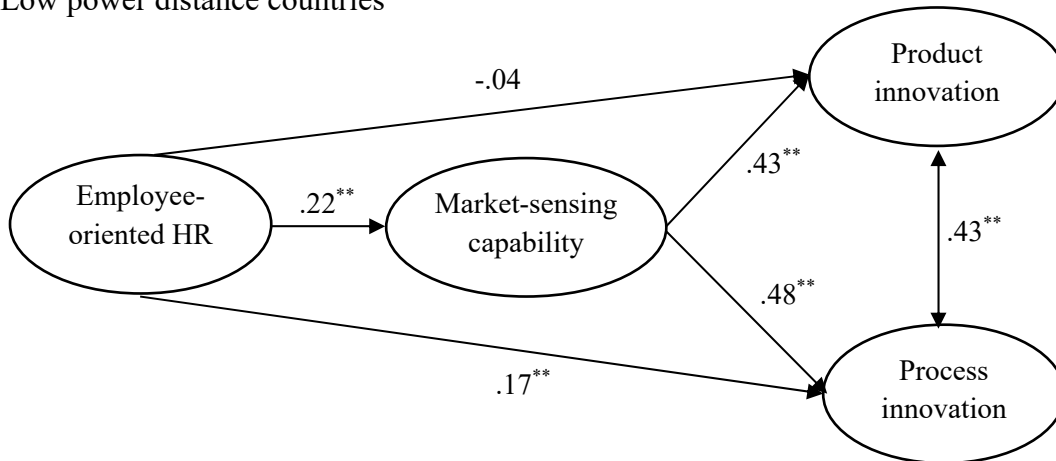 Low power distance countries
Product
innovation
-.04
.43**
Employee-
oriented HR
.22**
Market-sensing
capability
.43**
.48**
Process
innovation
.17**